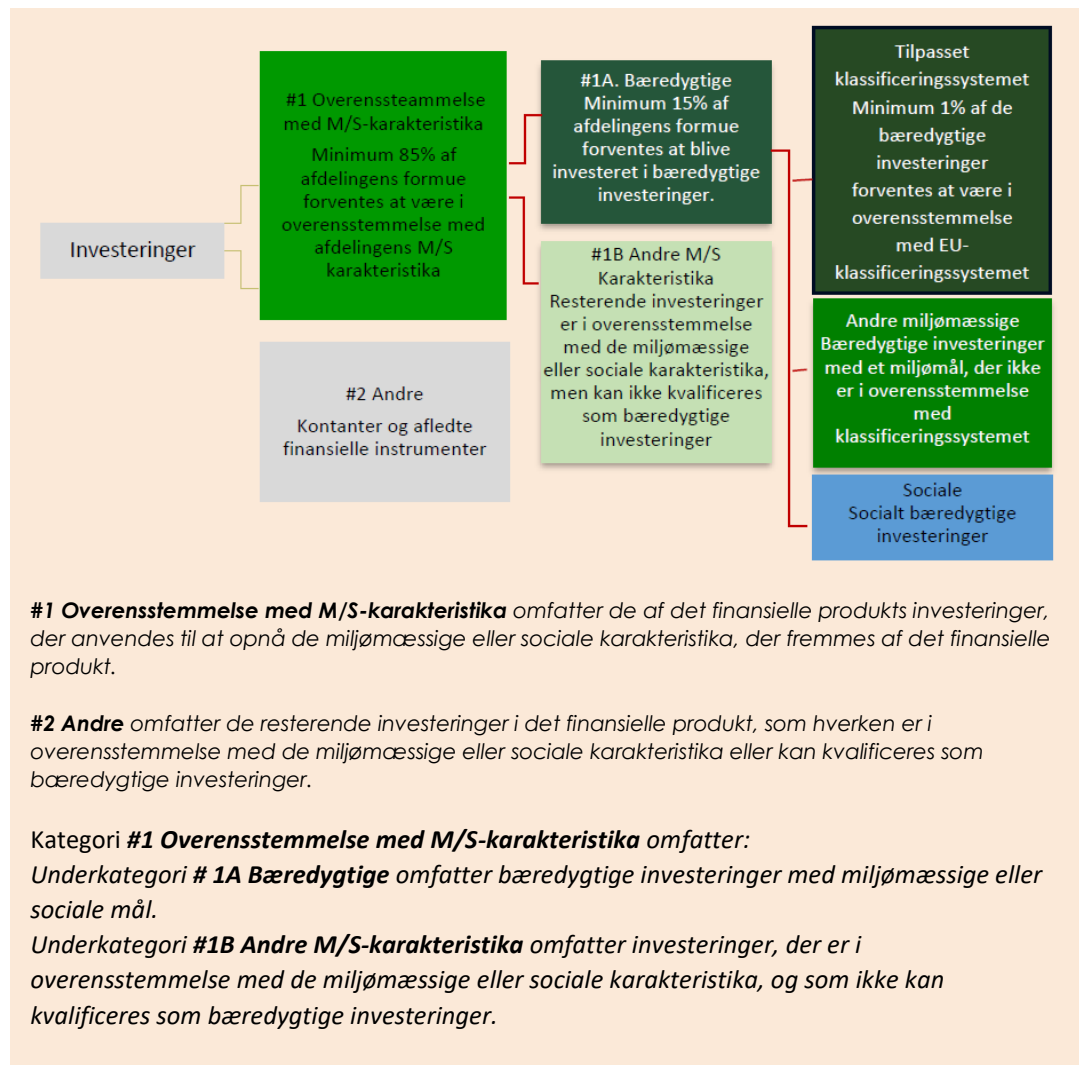 Investeringer
#1 Overenssteammelse
med M/S-karakteristika
Minimum 85% af
afdelingens formue
forventes at være i
overensstemmelse med
afdelingens M/S
karakteristika
#2 Andre
Kontanter og afledte
finansielle instrumenter
#1A. Bæredygtige
Minimum 15% af
afdelingens formue
forventes at blive
investeret i bæredygtige
investeringer.
#1B Andre M/S
Karakteristika
Resterende investeringer
er i overensstemmelse
med de miljømæssige
eller sociale karakteristika,
men kan ikke kvalificeres
som bæredygtige
investeringer
Tilpasset
klassificeringssystemet
Minimum 1% af de
bæredygtige
investeringer
forventes at være i
overensstemmelse
med EU-
klassificeringssystemet
Andre miljømæssige
Bæredygtige investeringer
med et miljømål, der ikke
er i overensstemmelse
med
klassificeringssystemet
Sociale
Socialt bæredygtige
investeringer
#1 Overensstemmelse med M/S-karakteristika omfatter de af det finansielle produkts investeringer,
der anvendes til at opnå de miljømæssige eller sociale karakteristika, der fremmes af det finansielle
produkt.
#2 Andre omfatter de resterende investeringer i det finansielle produkt, som hverken er i
overensstemmelse med de miljømæssige eller sociale karakteristika eller kan kvalificeres som
bæredygtige investeringer.
Kategori #1 Overensstemmelse med M/S-karakteristika omfatter:
Underkategori # 1A Bæredygtige omfatter bæredygtige investeringer med miljømæssige eller
sociale mål.
Underkategori #1B Andre M/S-karakteristika omfatter investeringer, der er i
overensstemmelse med de miljømæssige eller sociale karakteristika, og som ikke kan
kvalificeres som bæredygtige investeringer.